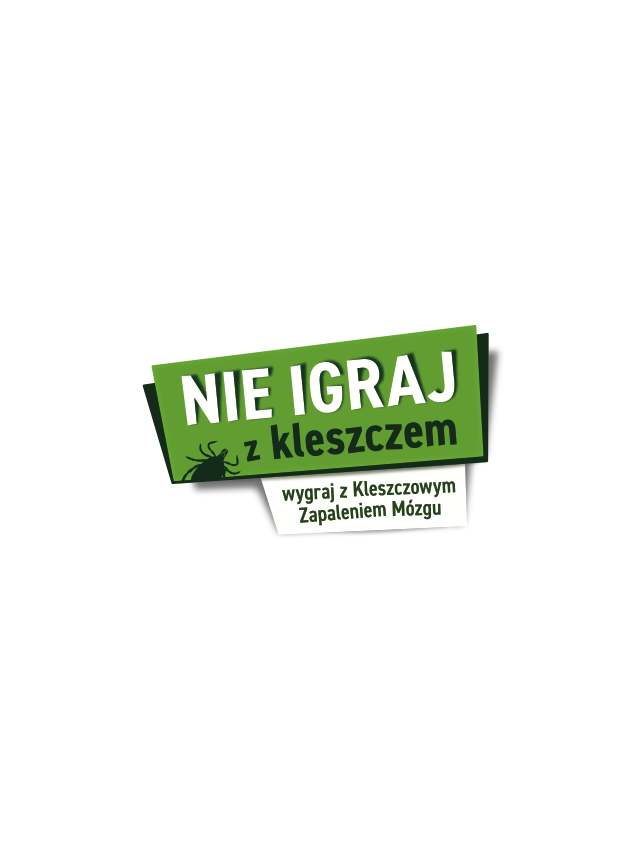 NIE IGRAJ
z kleszczem
wygraj z Kleszczowym
Zapaleniem Mózgu